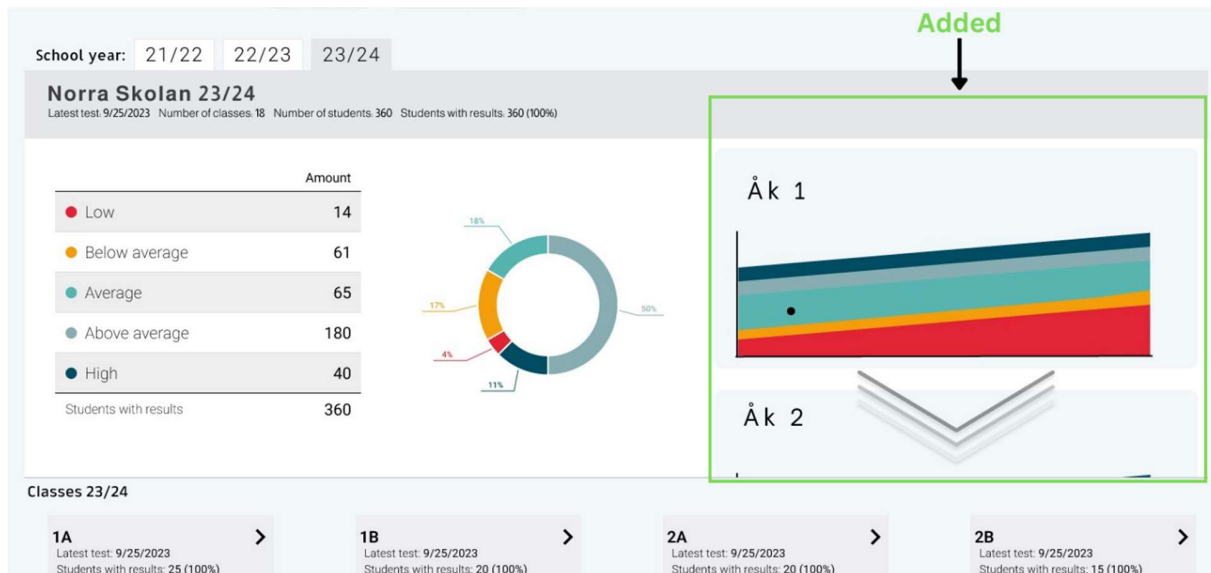 Added
School year: 21/22 22/23 23/24
Norra Skolan 23/24
Latest test: 9/25/2023 Number of classes: 18 Number of students: 360 Students with results: 360 (100%)
Amount
Low 14
Below average 61
Average 65
Above average 180
High 40
Students with results 360
18%
17%
50%
4%
11%
Åk 1
Åk 2
Classes 23/24
1A
Latest test: 9/25/2023
Students with results: 25 (100%)
1B
Latest test: 9/25/2023
Students with results: 20 (100%)
2A
Latest test: 9/25/2023
Students with results: 20 (100%)
2B
Latest test: 9/25/2023
Students with results: 15 (100%)